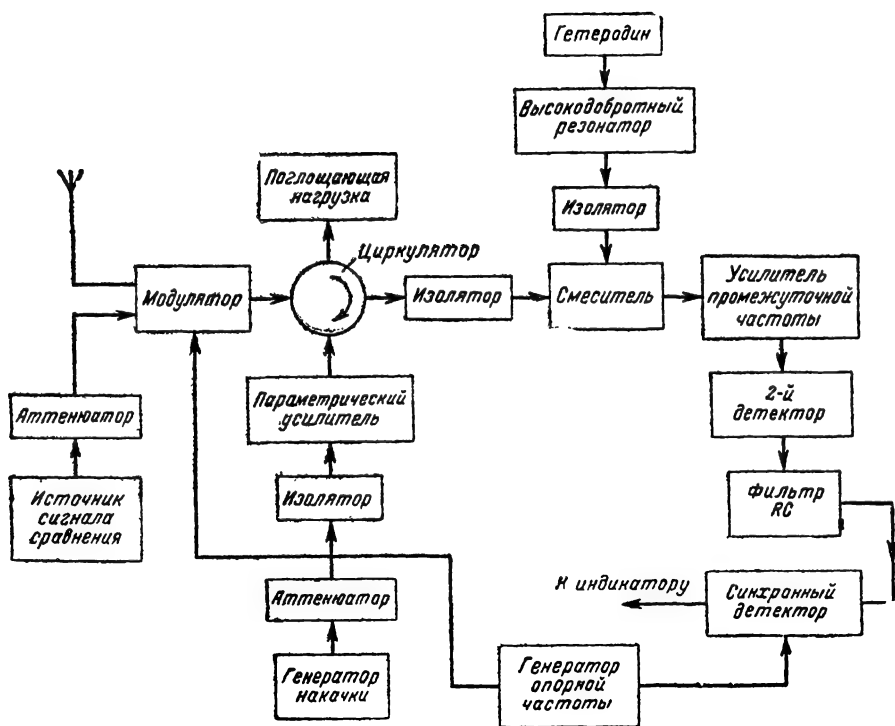 Гетеродин
Высокодобротный
резонатор
Поглощающая
нагрузка
Изолятор
Циркулятор
Модулятор
Изолятор
Смеситель
Усилитель
промежуточной
частоты
Параметрический
усилитель
2-й
детектор
Аттенюатор
Изолятор
Фильтр
RC
Источник
сигнала
сравнения
К индикатору
Синхронный
детектор
Аттенюатор
Генератор
накачки
Генератор
опорной
частоты